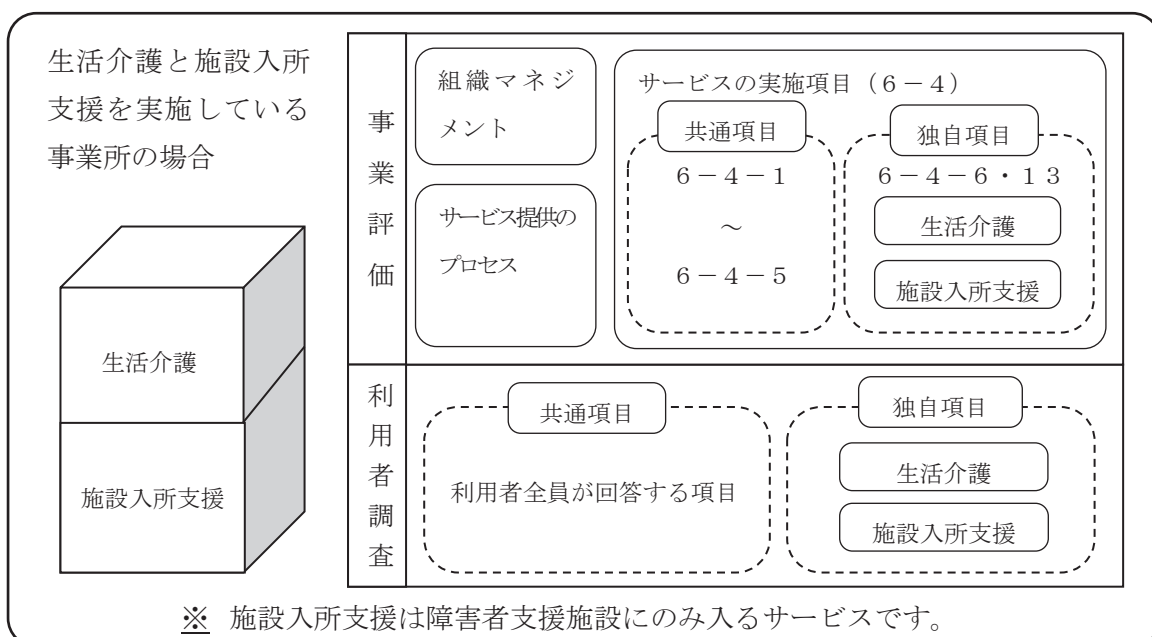 生活介護と施設入所
支援を実施している
事業所の場合
生活介護
施設入所支援
事業評価
組織マネジ
メント
サービス提供の
プロセス
サービスの実施項目（６－４）
共通項目
６－４－１
～
６－４－５
独自項目
６－４－６・１３
生活介護
施設入所支援
利用者調査
共通項目
利用者全員が回答する項目
独自項目
生活介護
施設入所支援
※ 施設入所支援は障害者支援施設にのみ入るサービスです。